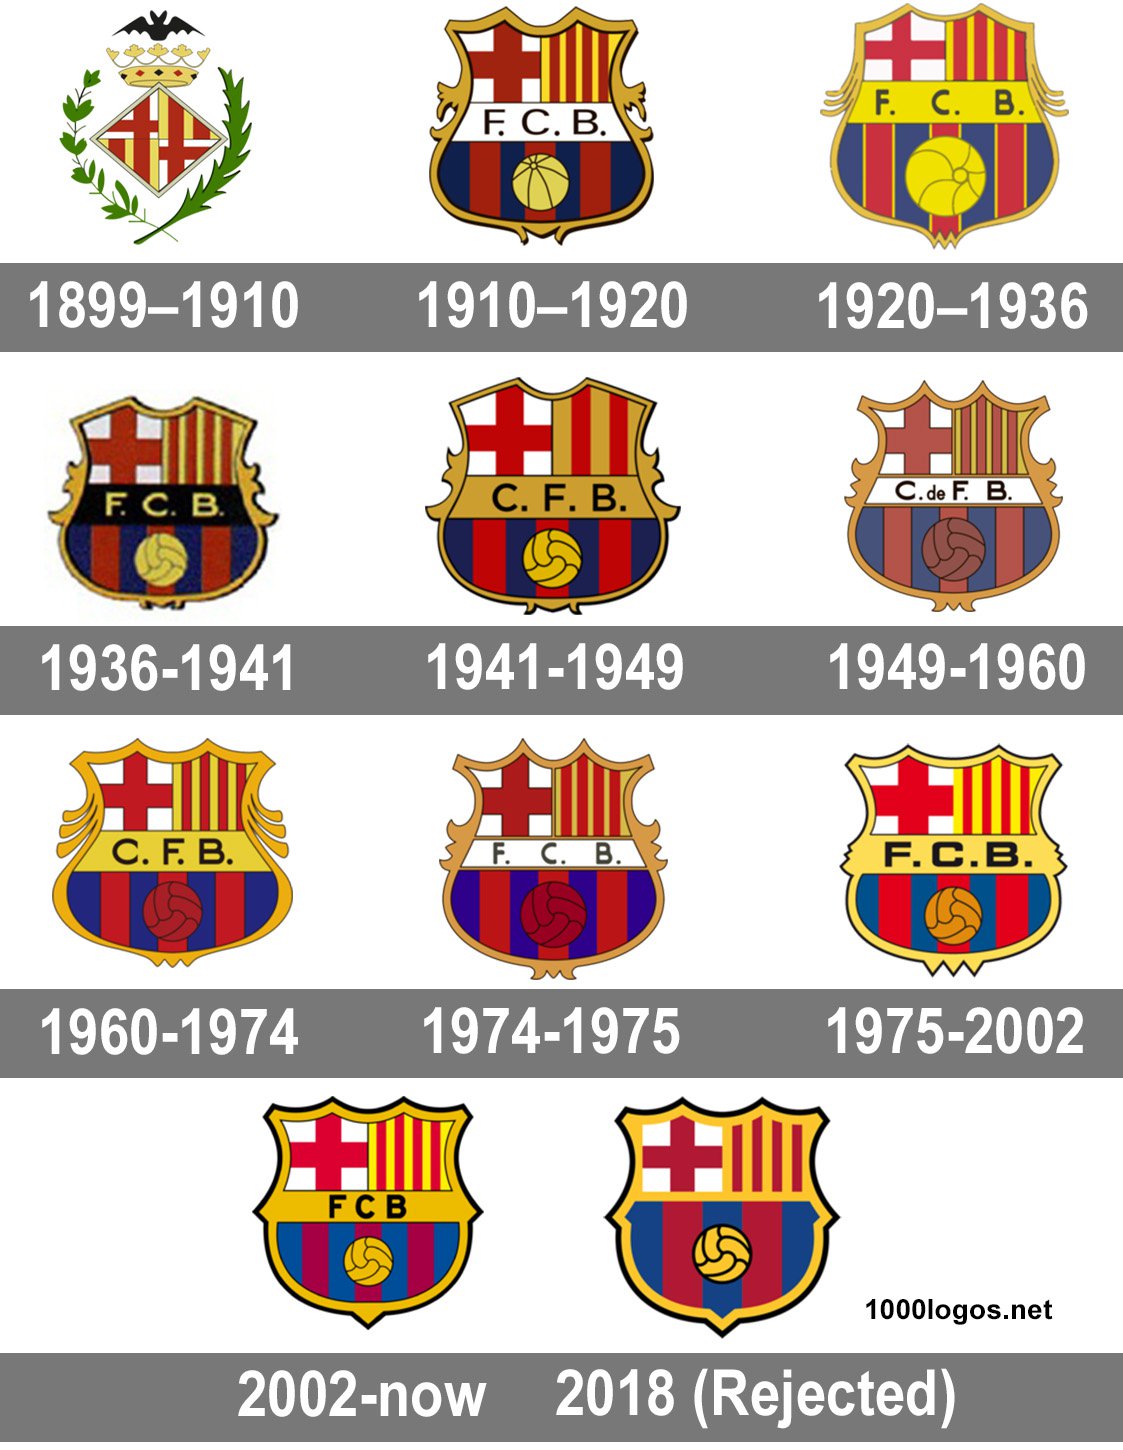 F. C. B.
F. C. B.
1899–1910
1910–1920
1920–1936
F. C. B.
C. F. B.
C. de F. B.
1936-1941
1941-1949
1949-1960
C. F. B.
F. C. B.
F.C.B.
1960-1974
1974-1975
1975-2002
FCB
1000logos.net
2002-now
2018 (Rejected)